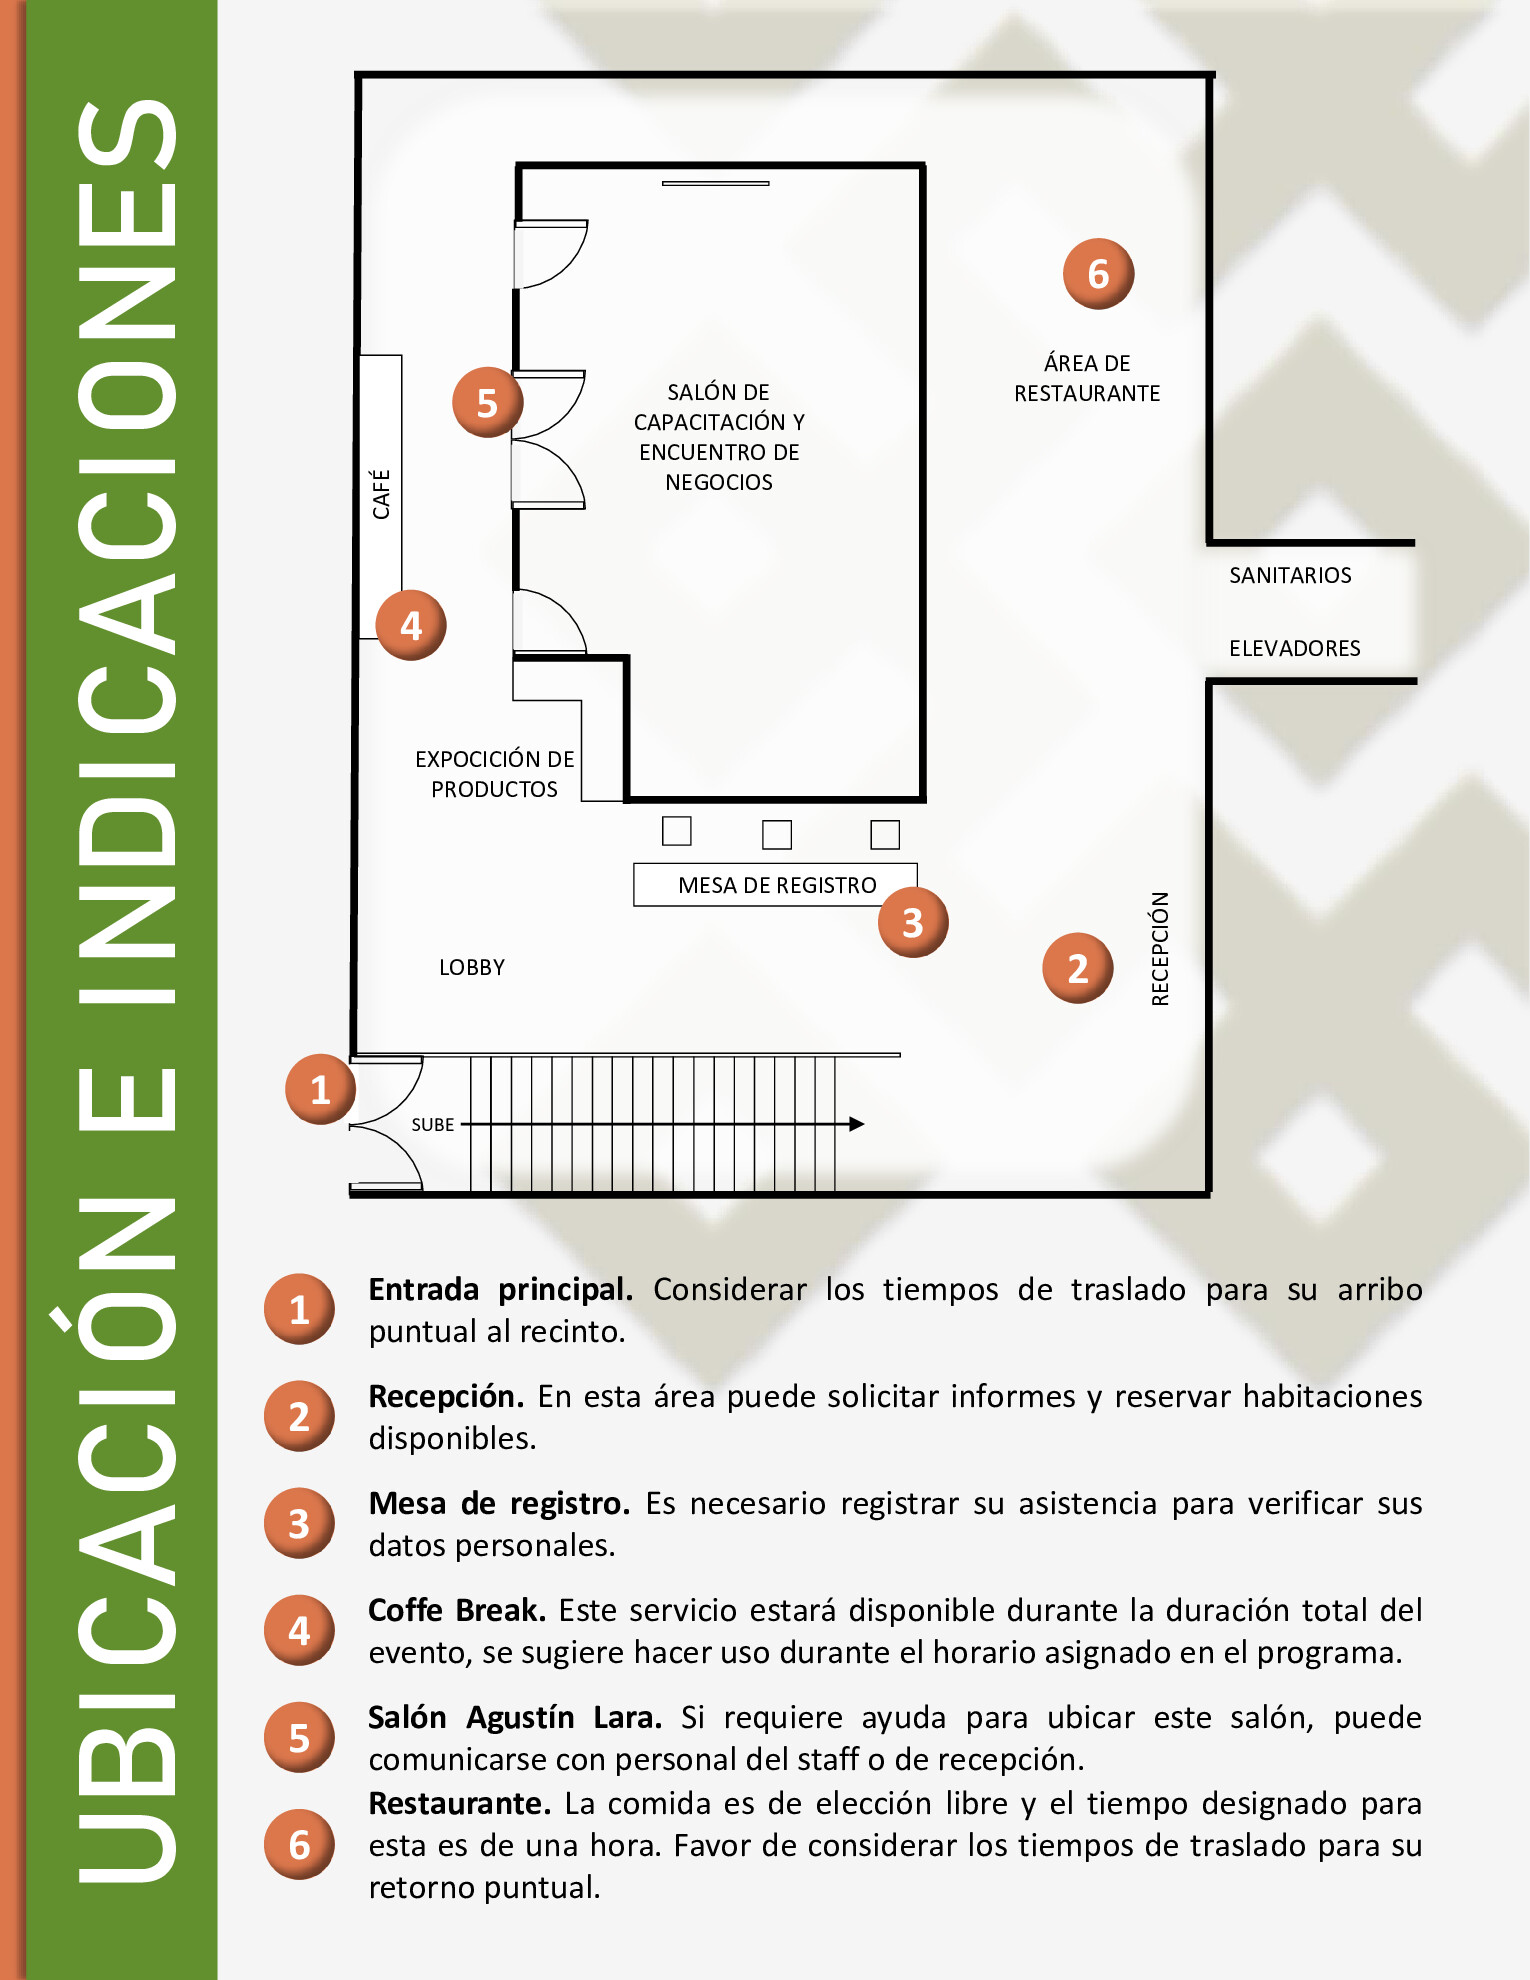 UBICACIÓN E INDICACIONES
6
ÁREA DE
RESTAURANTE
5
SALÓN DE
CAPACITACIÓN Y
ENCUENTRO DE
NEGOCIOS
CAFÉ
SANITARIOS
ELEVADORES
4
EXPOCICIÓN DE
PRODUCTOS
MESA DE REGISTRO
3
RECEPCIÓN
2
LOBBY
1
SUBE
1
Entrada principal. Considerar los tiempos de traslado para su arribo
puntual al recinto.
2
Recepción. En esta área puede solicitar informes y reservar habitaciones
disponibles.
3
Mesa de registro. Es necesario registrar su asistencia para verificar sus
datos personales.
4
Coffe Break. Este servicio estará disponible durante la duración total del
evento, se sugiere hacer uso durante el horario asignado en el programa.
5
Salón Agustín Lara. Si requiere ayuda para ubicar este salón, puede
comunicarse con personal del staff o de recepción.
6
Restaurante. La comida es de elección libre y el tiempo designado para
esta es de una hora. Favor de considerar los tiempos de traslado para su
retorno puntual.